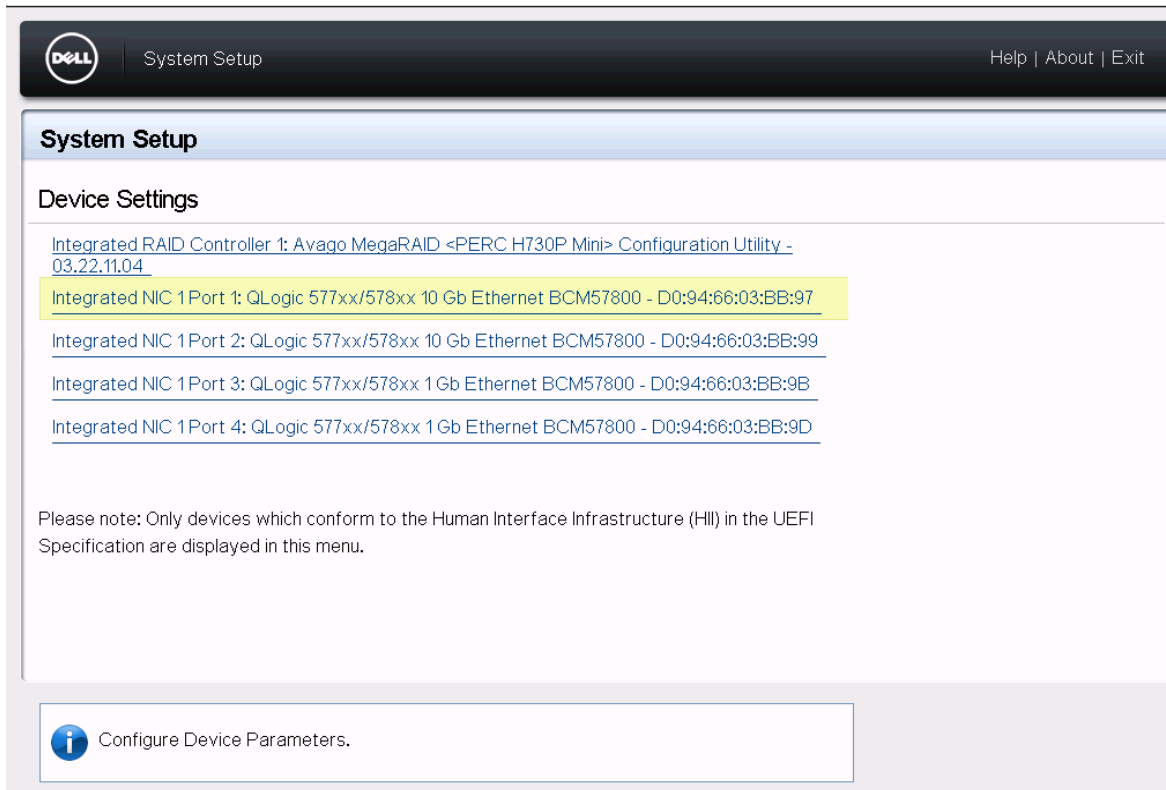 DELL
System Setup
Help | About | Exit
System Setup
Device Settings
Integrated RAID Controller 1: Avago MegaRAID <PERC H730P Mini> Configuration Utility -
03.22.11.04
Integrated NIC 1 Port 1: QLogic 577xx/578xx 10 Gb Ethernet BCM57800 - D0:94:66:03:BB:97
Integrated NIC 1 Port 2: QLogic 577xx/578xx 10 Gb Ethernet BCM57800 - D0:94:66:03:BB:99
Integrated NIC 1 Port 3: QLogic 577xx/578xx 1 Gb Ethernet BCM57800 - D0:94:66:03:BB:9B
Integrated NIC 1 Port 4: QLogic 577xx/578xx 1 Gb Ethernet BCM57800 - D0:94:66:03:BB:9D
Please note: Only devices which conform to the Human Interface Infrastructure (HII) in the UEFI
Specification are displayed in this menu.
Configure Device Parameters.